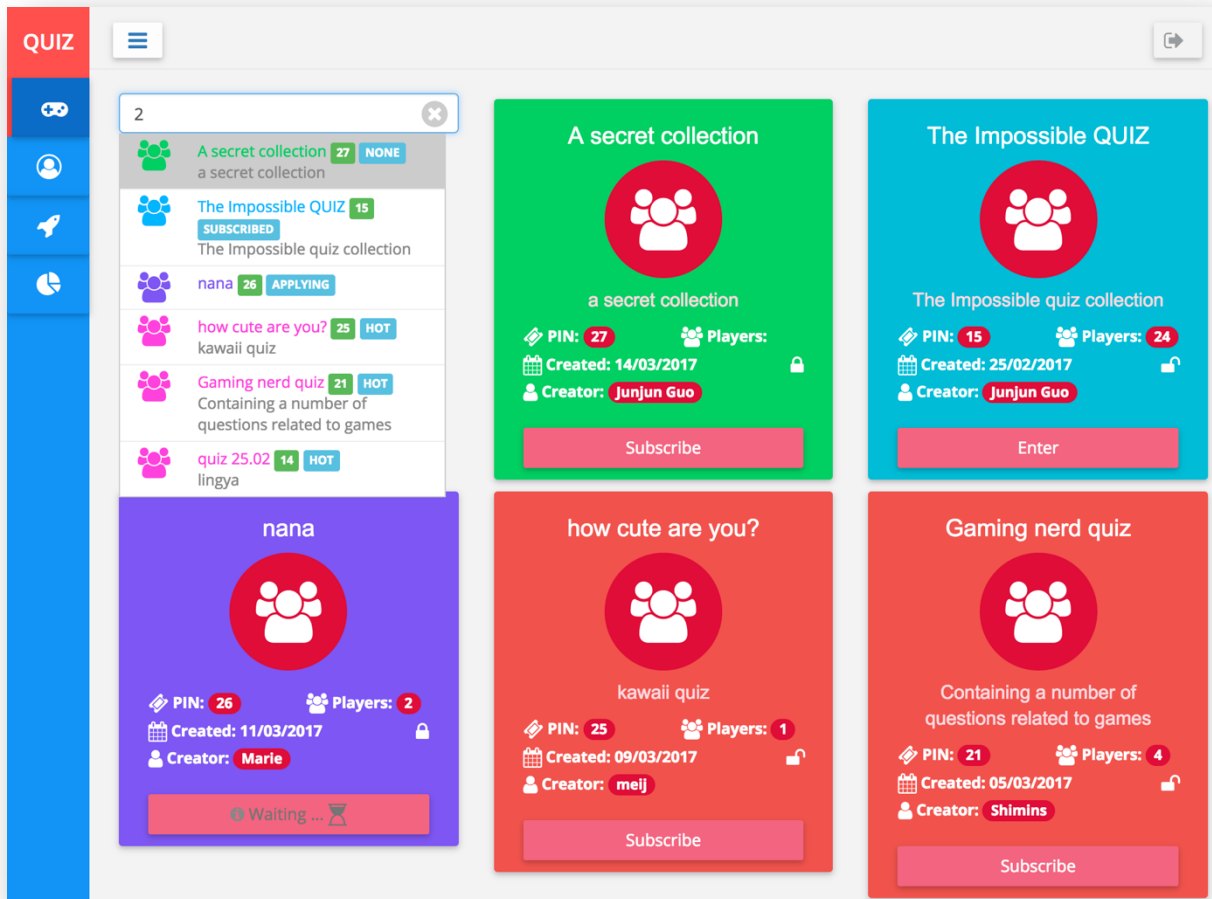 QUIZ
2
A secret collection 27 NONE
a secret collection
The Impossible QUIZ 15
SUBSCRIBED
The Impossible quiz collection
nana 26 APPLYING
how cute are you? 25 HOT
kawaii quiz
Gaming nerd quiz 21 HOT
Containing a number of
questions related to games
quiz 25.02 14 HOT
lingya
A secret collection
a secret collection
PIN: 27 Players:
Created: 14/03/2017
Creator: Junjun Guo
Subscribe
The Impossible QUIZ
The Impossible quiz collection
PIN: 15 Players: 24
Created: 25/02/2017
Creator: Junjun Guo
Enter
nana
PIN: 26 Players: 2
Created: 11/03/2017
Creator: Marie
Waiting ...
how cute are you?
kawaii quiz
PIN: 25 Players: 1
Created: 09/03/2017
Creator: meij
Subscribe
Gaming nerd quiz
Containing a number of
questions related to games
PIN: 21 Players: 4
Created: 05/03/2017
Creator: Shimins
Subscribe